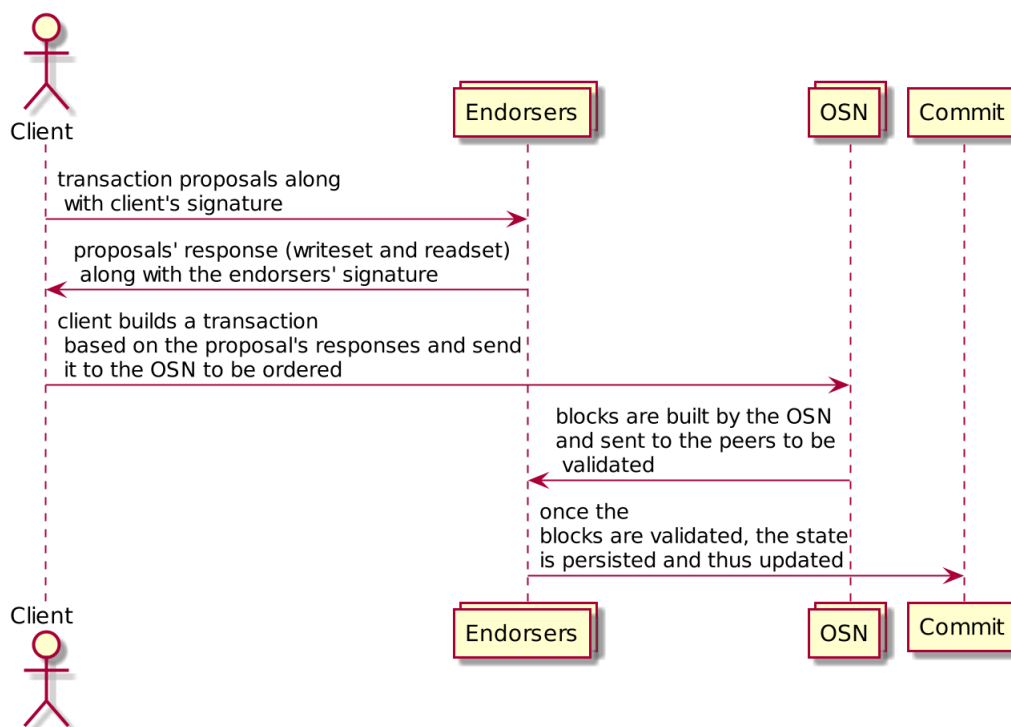 Client
Endorsers
OSN
Commit
transaction proposals along
with client's signature
proposals' response (writeset and readset)
along with the endorsers' signature
client builds a transaction
based on the proposal's responses and send
it to the OSN to be ordered
blocks are built by the OSN
and sent to the peers to be
validated
once the
blocks are validated, the state
is persisted and thus updated
Client
Endorsers
OSN
Commit